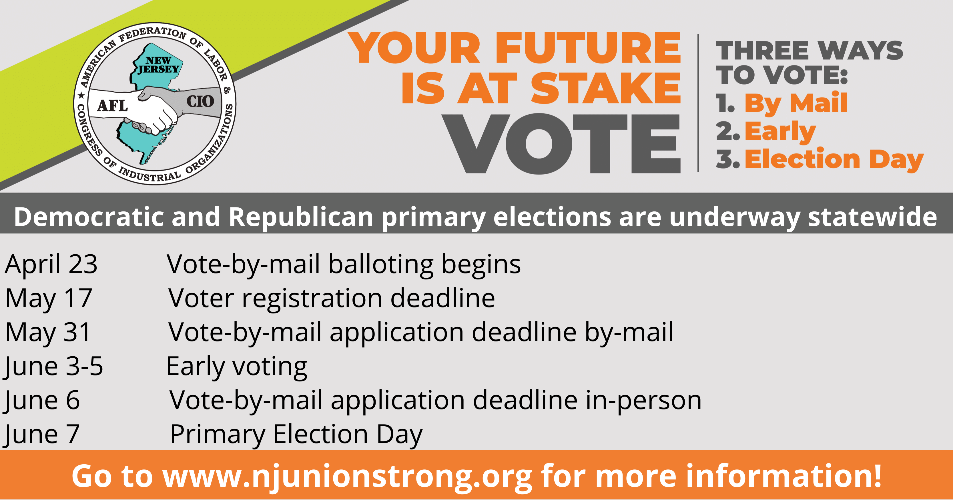 AMERICAN FEDERATION OF LABOR &
CONGRESS OF INDUSTRIAL ORGANIZATIONS
NEW
JERSEY
AFL
CIO
YOUR FUTURE
IS AT STAKE
VOTE
THREE WAYS
TO VOTE:
1. By Mail
2. Early
3. Election Day
Democratic and Republican primary elections are underway statewide
April 23 Vote-by-mail balloting begins
May 17 Voter registration deadline
May 31 Vote-by-mail application deadline by-mail
June 3-5 Early voting
June 6 Vote-by-mail application deadline in-person
June 7 Primary Election Day
Go to www.njunionstrong.org for more information!